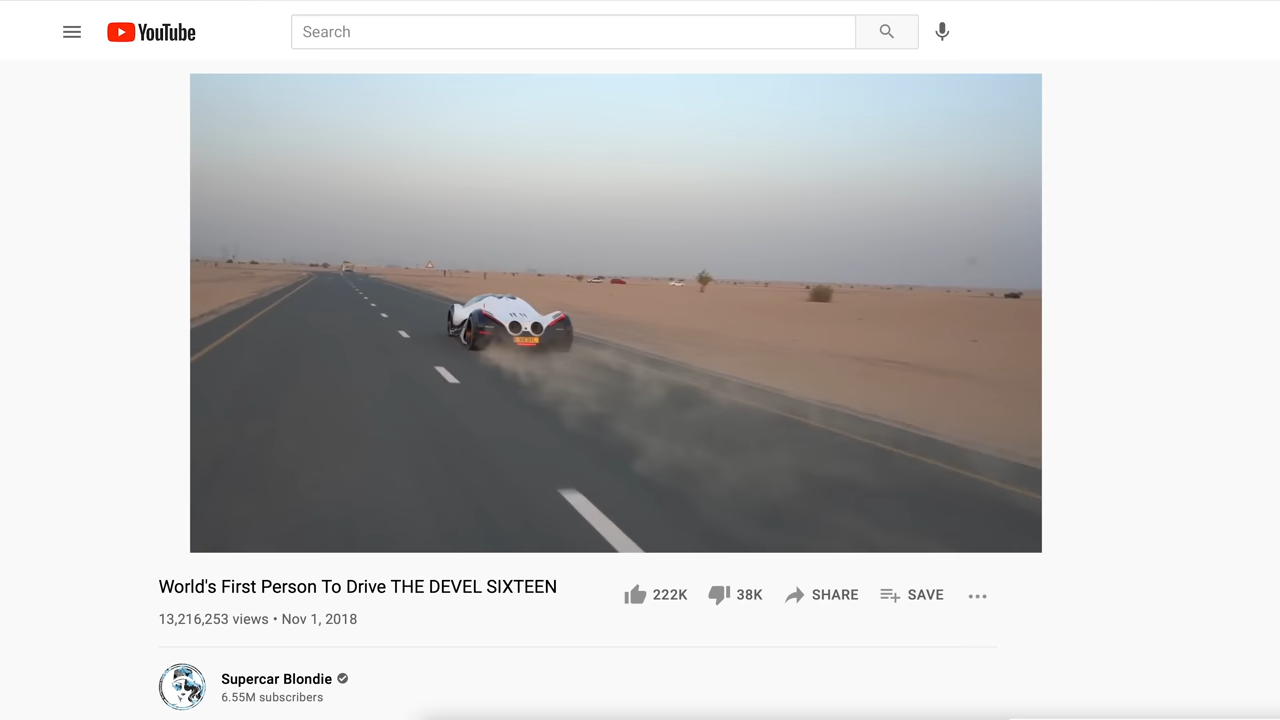 YouTube
Search
World's First Person To Drive THE DEVEL SIXTEEN
222K
38K
SHARE
SAVE
13,216,253 views • Nov 1, 2018
Supercar Blondie
6.55M subscribers